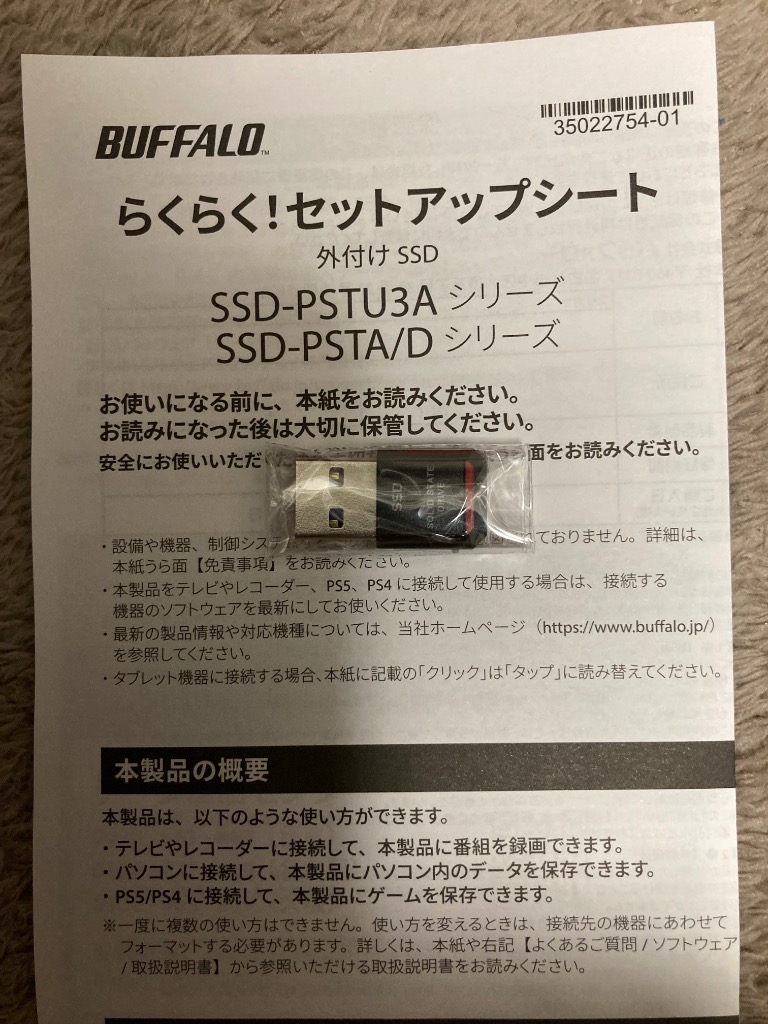 BUFFALO™
35022754-01
らくらく！セットアップシート
外付け SSD
SSD-PSTU3A シリーズ
SSD-PSTA/D シリーズ
お使いになる前に、本紙をお読みください。
お読みになった後は大切に保管してください。
安全にお使いいただく 面をお読みください。
SSD
SOLID STATE
DRIVE
・設備や機器、制御シス ておりません。詳細は、
本紙うら面【免責事項】をお読みください。
・本製品をテレビやレコーダー、PS5、PS4 に接続して使用する場合は、接続する
機器のソフトウェアを最新にしてお使いください。
・最新の製品情報や対応機種については、当社ホームページ（https://www.buffalo.jp/）
を参照してください。
・タブレット機器に接続する場合、本紙に記載の「クリック」は「タップ」に読み替えてください。
本製品の概要
本製品は、以下のような使い方ができます。
・テレビやレコーダーに接続して、本製品に番組を録画できます。
・パソコンに接続して、本製品にパソコン内のデータを保存できます。
・PS5/PS4 に接続して、本製品にゲームを保存できます。
※一度に複数の使い方はできません。使い方を変えるときは、接続先の機器にあわせて
フォーマットする必要があります。詳しくは、本紙や右記【よくあるご質問 / ソフトウェア
/ 取扱説明書】から参照いただける取扱説明書をお読みください。